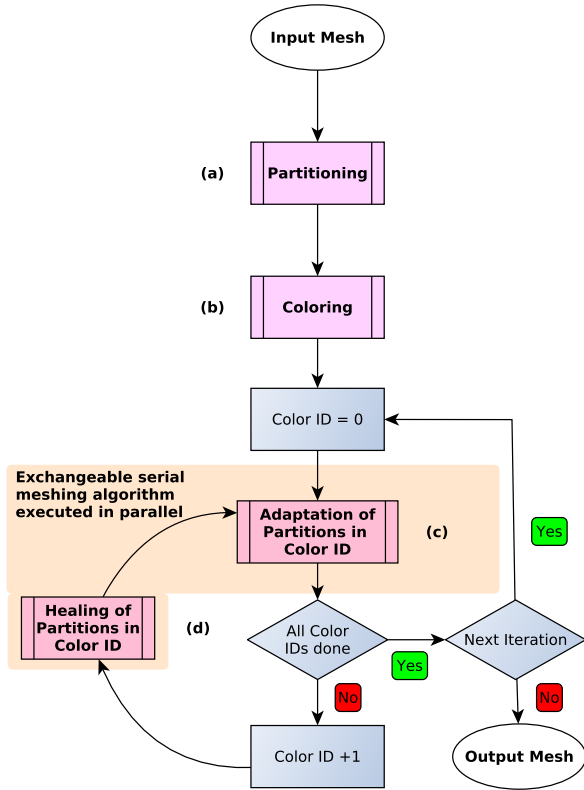 Input Mesh
(a)
Partitioning
(b)
Coloring
Color ID = 0
Exchangeable serial
meshing algorithm
executed in parallel
Adaptation of
Partitions in
Color ID
(c)
Yes
Healing of
Partitions in
Color ID
(d)
All Color
IDs done
Yes
Next Iteration
No
No
Color ID +1
Output Mesh